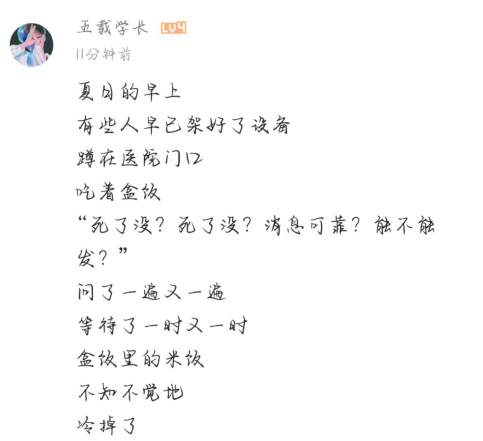 五载学长 LV4
11分钟前
夏日的早上
有些人早已架好了设备
蹲在医院门口
吃着盒饭
“死了没？死了没？消息可靠？能不能
发？”
问了一遍又一遍
等待了一时又一时
盒饭里的米饭
不知不觉地
冷掉了